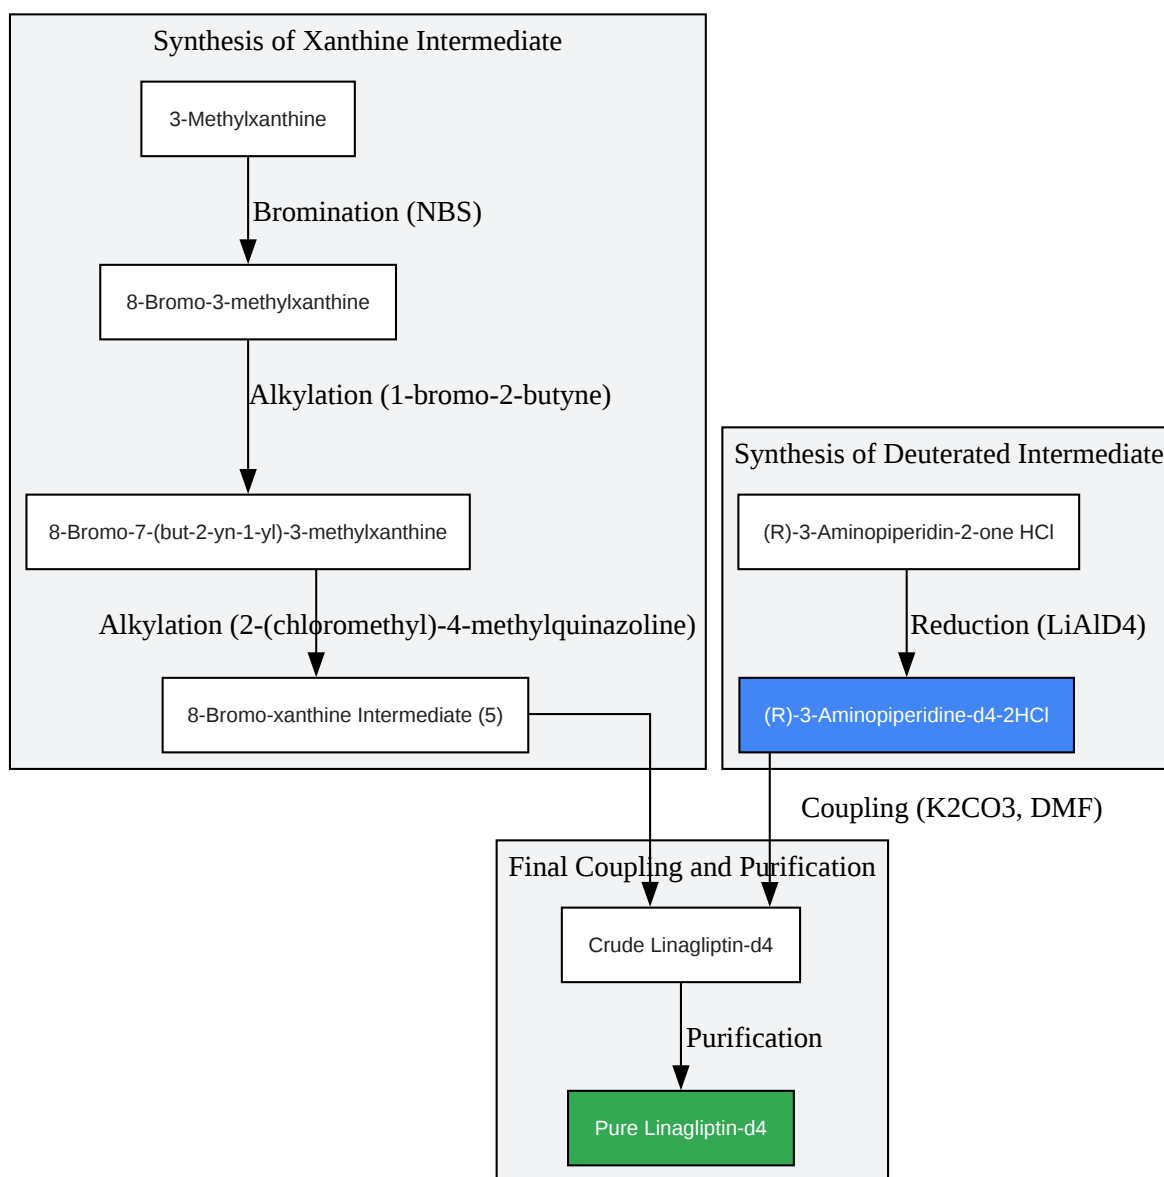 Synthesis of Xanthine Intermediate
3-Methylxanthine
Bromination (NBS)
8-Bromo-3-methylxanthine
Alkylation (1-bromo-2-butyne)
8-Bromo-7-(but-2-yn-1-yl)-3-methylxanthine
Alkylation (2-(chloromethyl)-4-methylquinazoline)
8-Bromo-xanthine Intermediate (5)
Synthesis of Deuterated Intermediate
(R)-3-Aminopiperidin-2-one HCl
Reduction (LiAlD4)
(R)-3-Aminopiperidine-d4-2HCl
Coupling (K2CO3, DMF)
Final Coupling and Purification
Crude Linagliptin-d4
Purification
Pure Linagliptin-d4